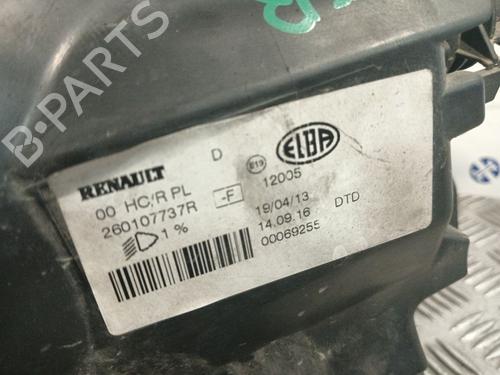 B-PARTS
R
RENAULT D ELBA
00 HC/R PL E19 12005
260107737R -F 19/04/13
1 % 14.09.16 DTD
00069255